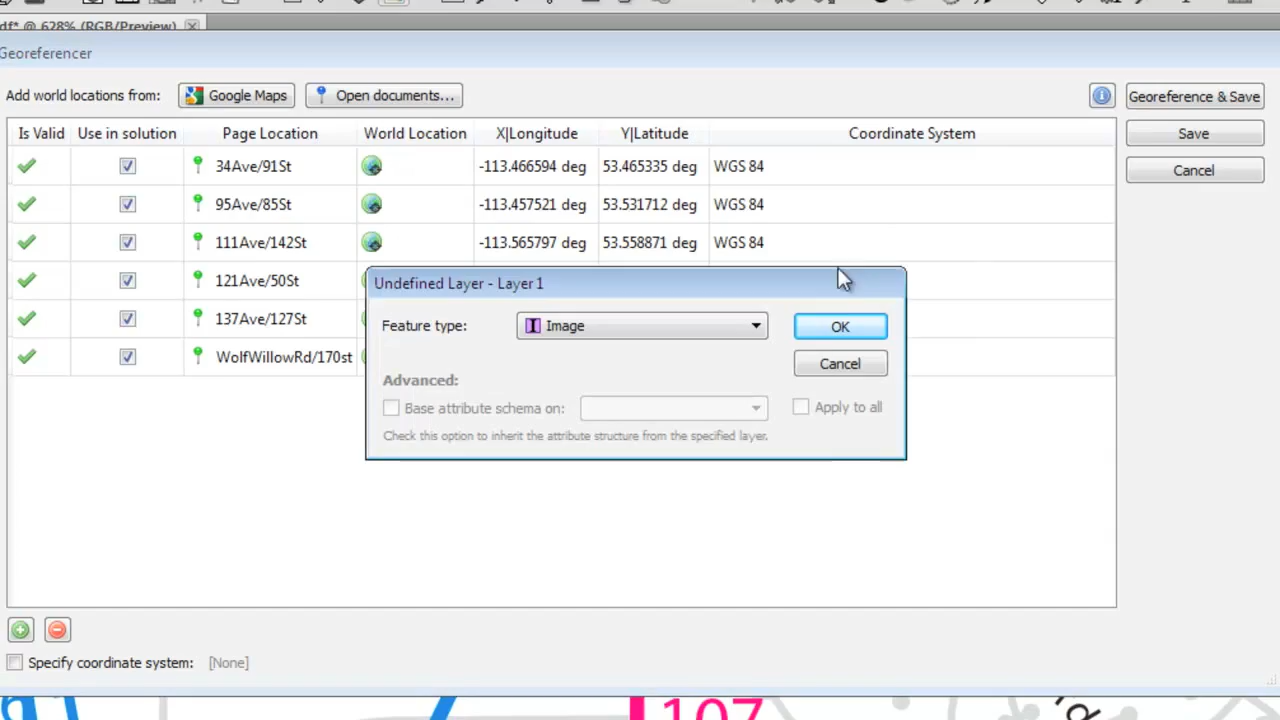 df* @ 628% (RGB/Preview)
Georeferencer
Add world locations from: Google Maps Open documents... Georeference & Save
Is Valid Use in solution Page Location World Location X|Longitude Y|Latitude Coordinate System Save
34Ave/91St -113.466594 deg 53.465335 deg WGS 84 Cancel
95Ave/85St -113.457521 deg 53.531712 deg WGS 84
111Ave/142St -113.565797 deg 53.558871 deg WGS 84
121Ave/50St
137Ave/127St
WolfWillowRd/170st
Undefined Layer - Layer 1
Feature type: Image OK
Cancel
Advanced:
Base attribute schema on: Apply to all
Check this option to inherit the attribute structure from the specified layer.
Specify coordinate system: [None]
107